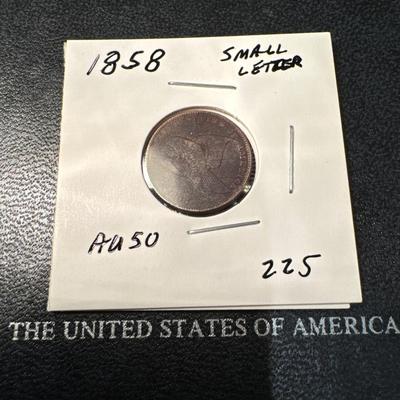 1858
SMALL
LETTER
AU50
225
THE UNITED STATES OF AMERICA